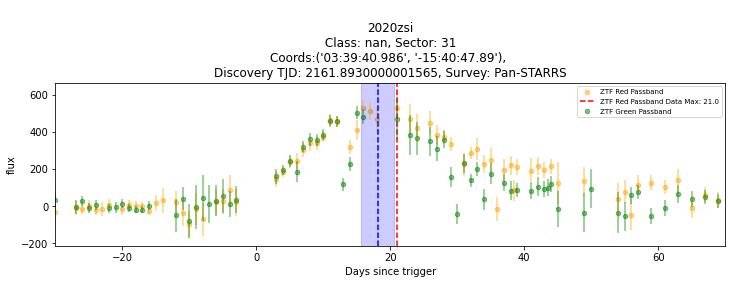 2020zsi
Class: nan, Sector: 31
Coords:('03:39:40.986', '-15:40:47.89'),
Discovery TJD: 2161.8930000001565, Survey: Pan-STARRS
ZTF Red Passband
ZTF Red Passband Data Max: 21.0
ZTF Green Passband
600
400
200
0
−200
flux
−20
0
20
40
60
Days since trigger